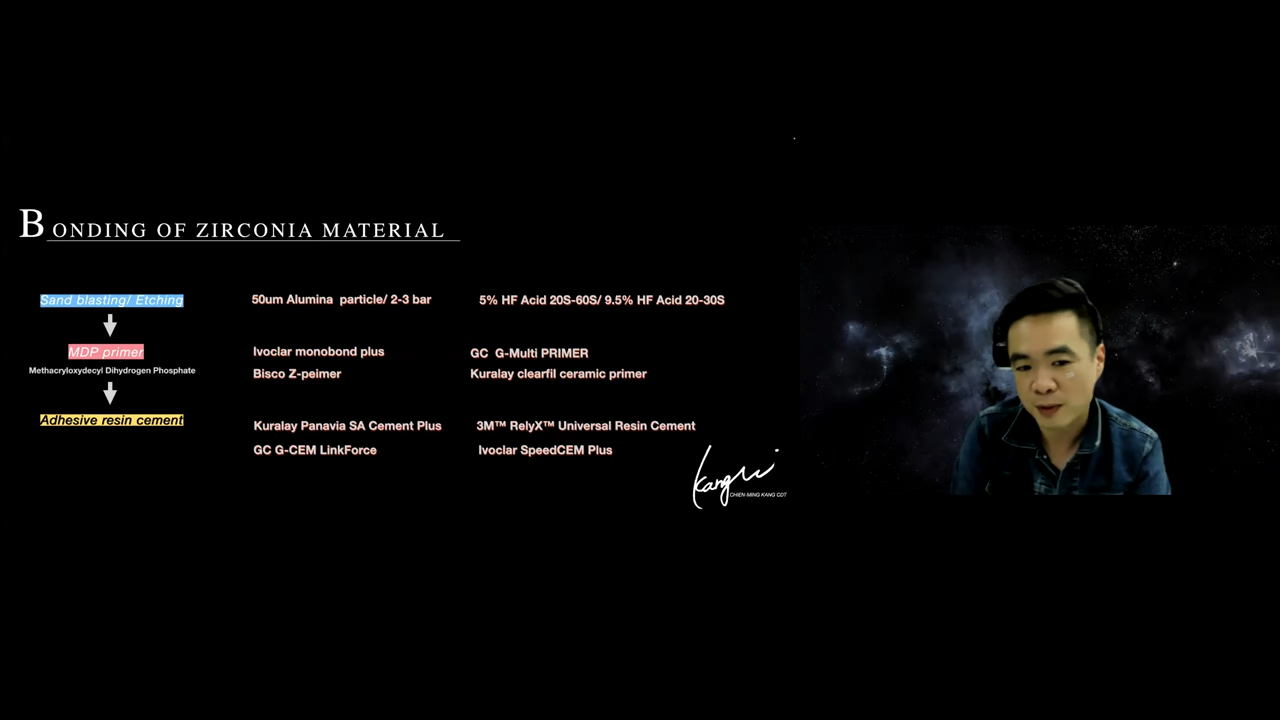 BONDING OF ZIRCONIA MATERIAL
Sand blasting/ Etching
50um Alumina particle/ 2-3 bar
5% HF Acid 20S-60S/ 9.5% HF Acid 20-30S
MDP primer
Methacryloxydecyl Dihydrogen Phosphate
Ivoclar monobond plus
GC G-Multi PRIMER
Bisco Z-peimer
Kuralay clearfil ceramic primer
Adhesive resin cement
Kuralay Panavia SA Cement Plus
3M™ RelyX™ Universal Resin Cement
GC G-CEM LinkForce
Ivoclar SpeedCEM Plus
CHIEN-MING KANG CDT